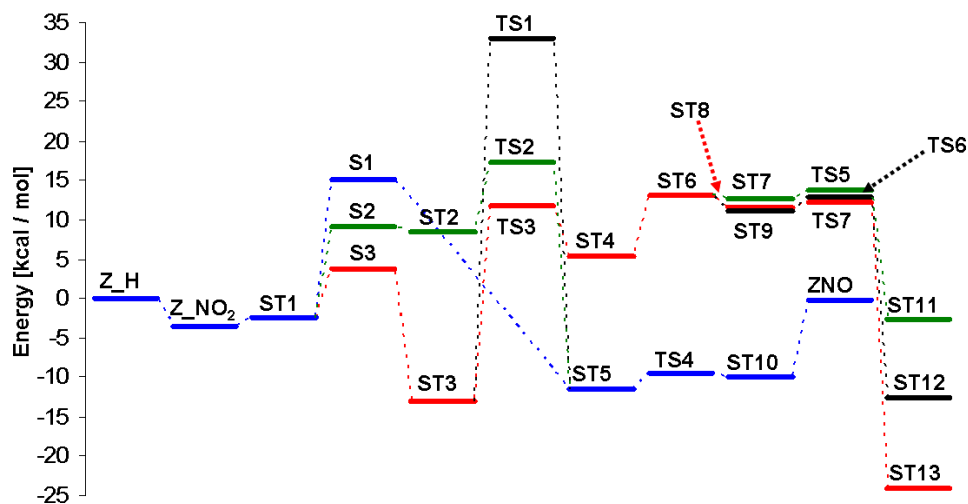 35
30
25
20
15
10
5
0
-5
-10
-15
-20
-25
Energy [kcal / mol]
Z_H
Z_NO₂
ST1
S1
S2
S3
ST2
ST3
TS1
TS2
TS3
ST4
ST5
ST6
TS4
ST8
ST7
ST9
ST10
TS5
TS6
TS7
ZNO
ST11
ST12
ST13